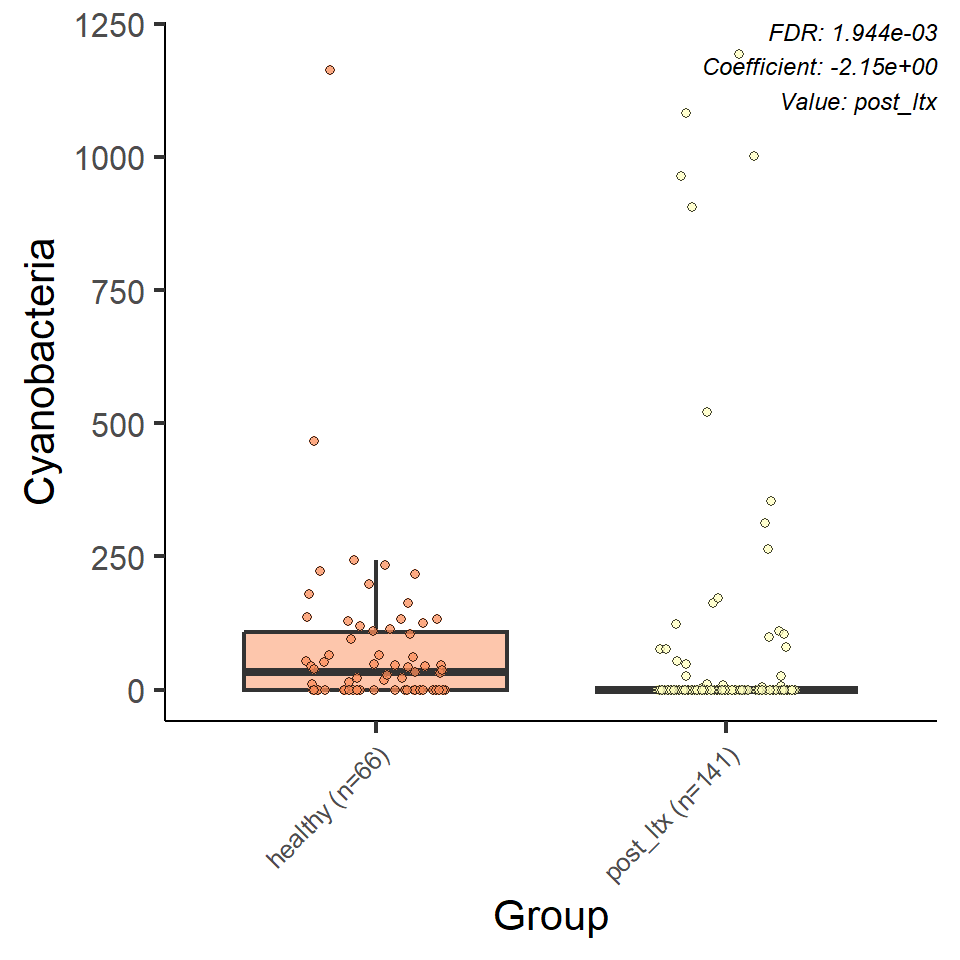 FDR: 1.944e-03
Coefficient: -2.15e+00
Value: post_ltx
1250
1000
750
500
250
0
Cyanobacteria
healthy (n=66)
post_ltx (n=141)
Group